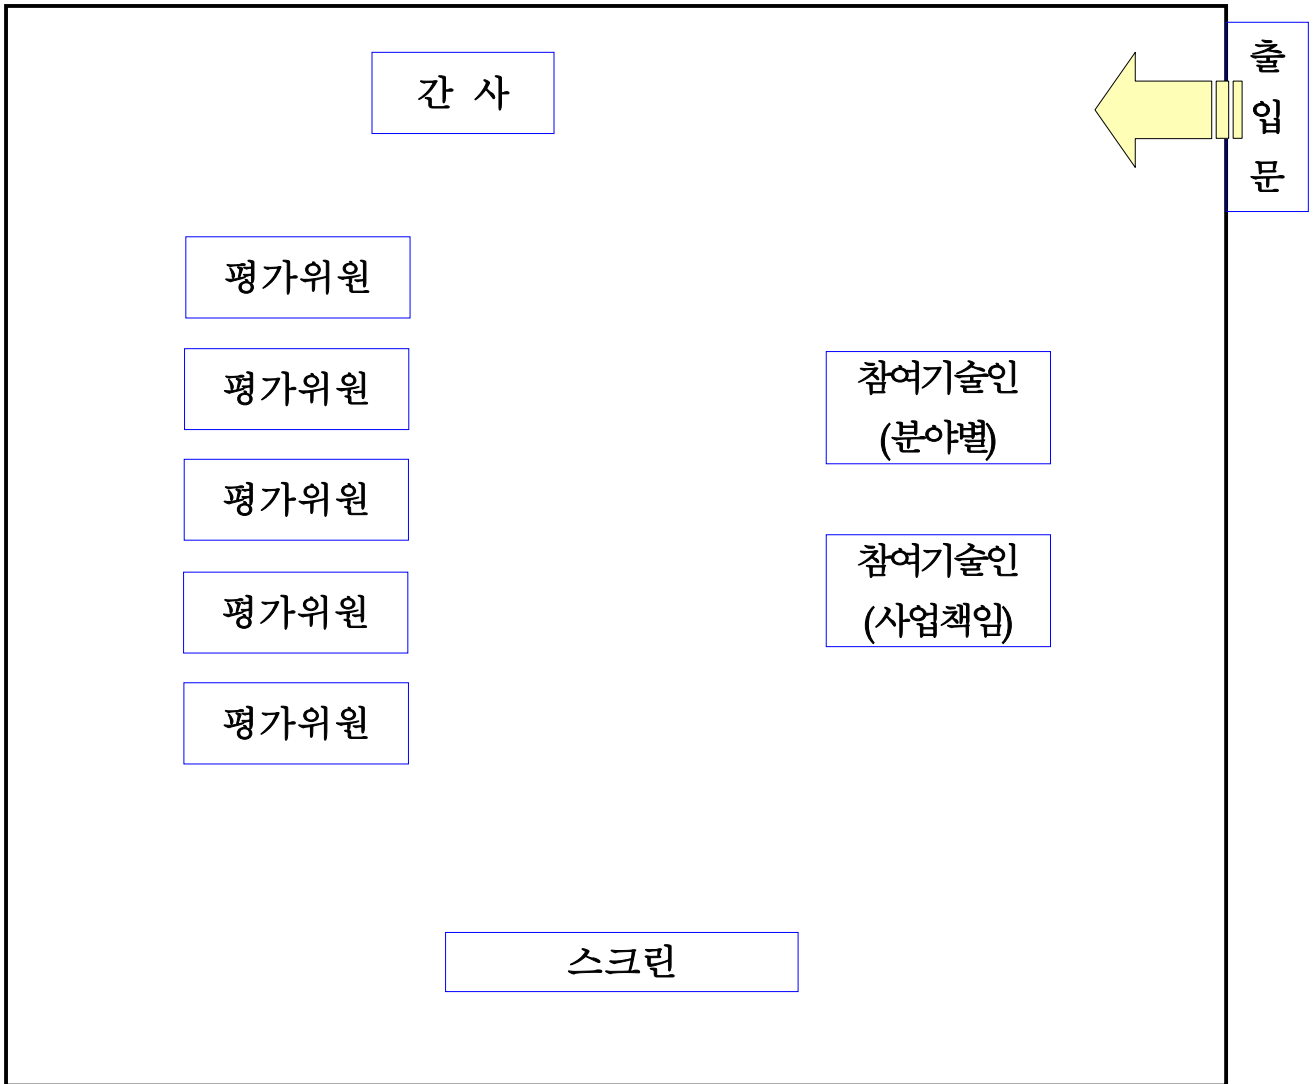 간 사
출
입
문
평가위원
평가위원
참여기술인
(분야별)
평가위원
참여기술인
(사업책임)
평가위원
평가위원
스크린